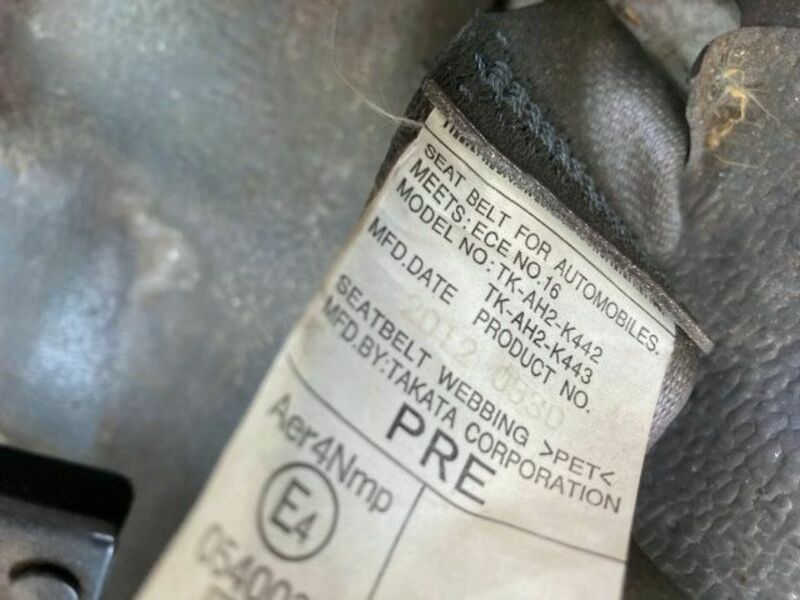 SEAT BELT FOR AUTOMOBILES.
MEETS: ECE NO.16
MODEL NO: TK-AH2-K442
TK-AH2-K443
MFD.DATE PRODUCT NO.
2012 0530
SEATBELT WEBBING >PET<
MFD.BY:TAKATA CORPORATION
PRE
Aer4Nmp
E4